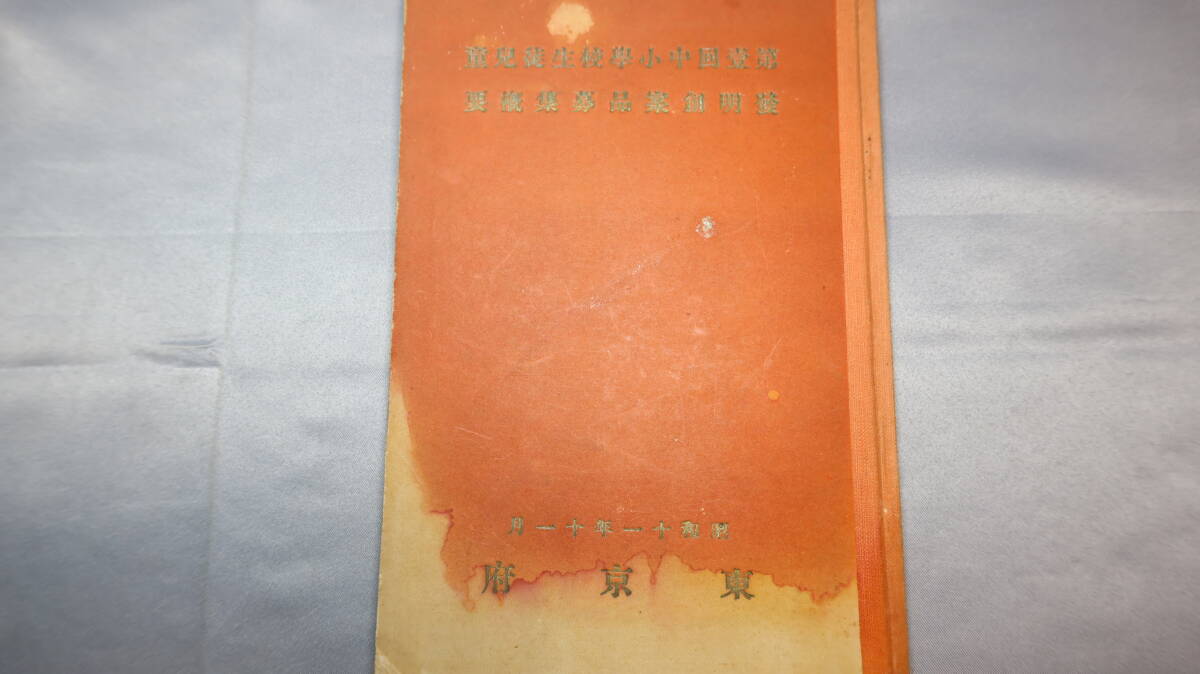 第壹回中小學校生徒兒童
發明創案品募集概要
昭和十一年十一月
東京府